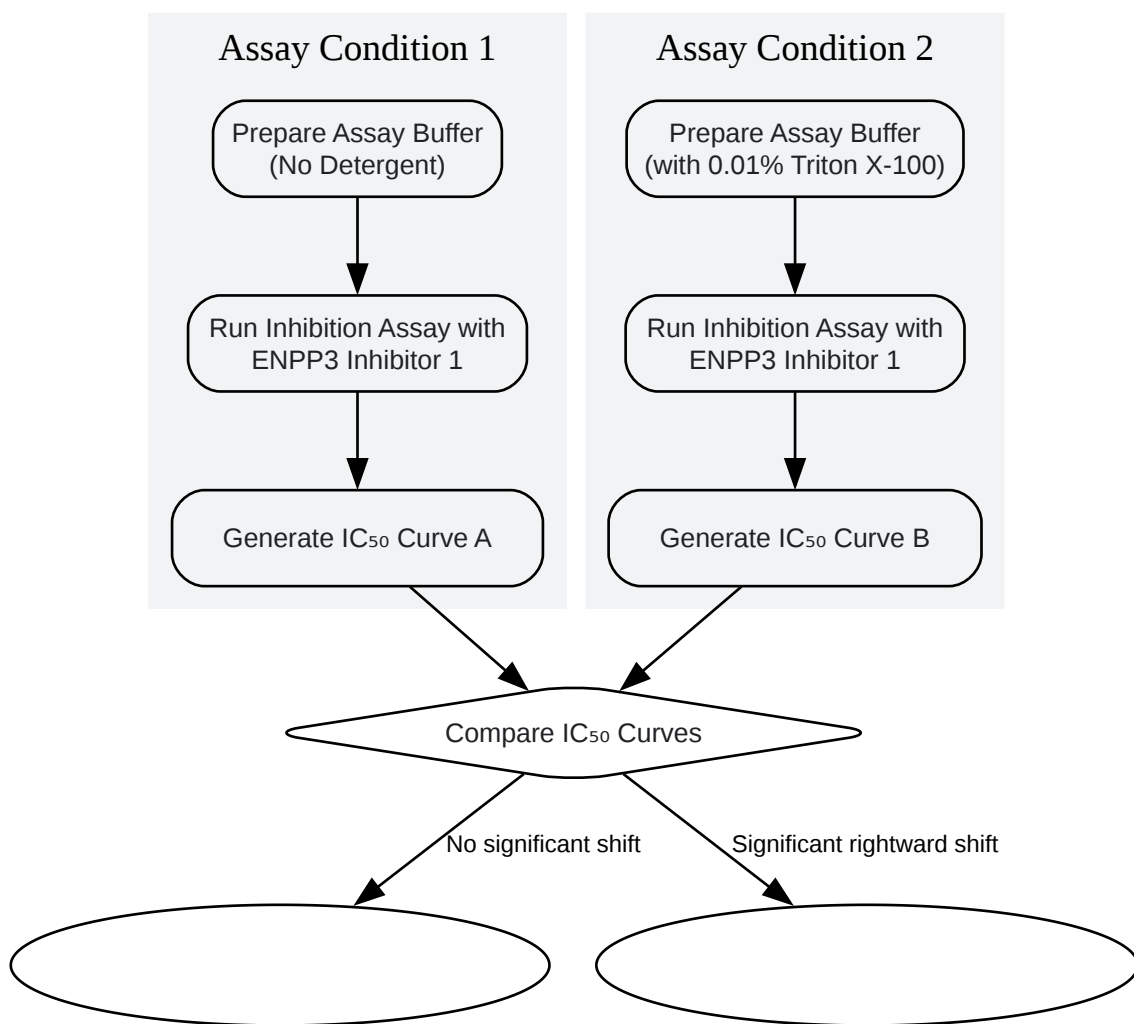 Assay Condition 1
Prepare Assay Buffer
(No Detergent)
Run Inhibition Assay with
ENPP3 Inhibitor 1
Generate IC₅₀ Curve A
Assay Condition 2
Prepare Assay Buffer
(with 0.01% Triton X-100)
Run Inhibition Assay with
ENPP3 Inhibitor 1
Generate IC₅₀ Curve B
Compare IC₅₀ Curves
No significant shift
Significant rightward shift